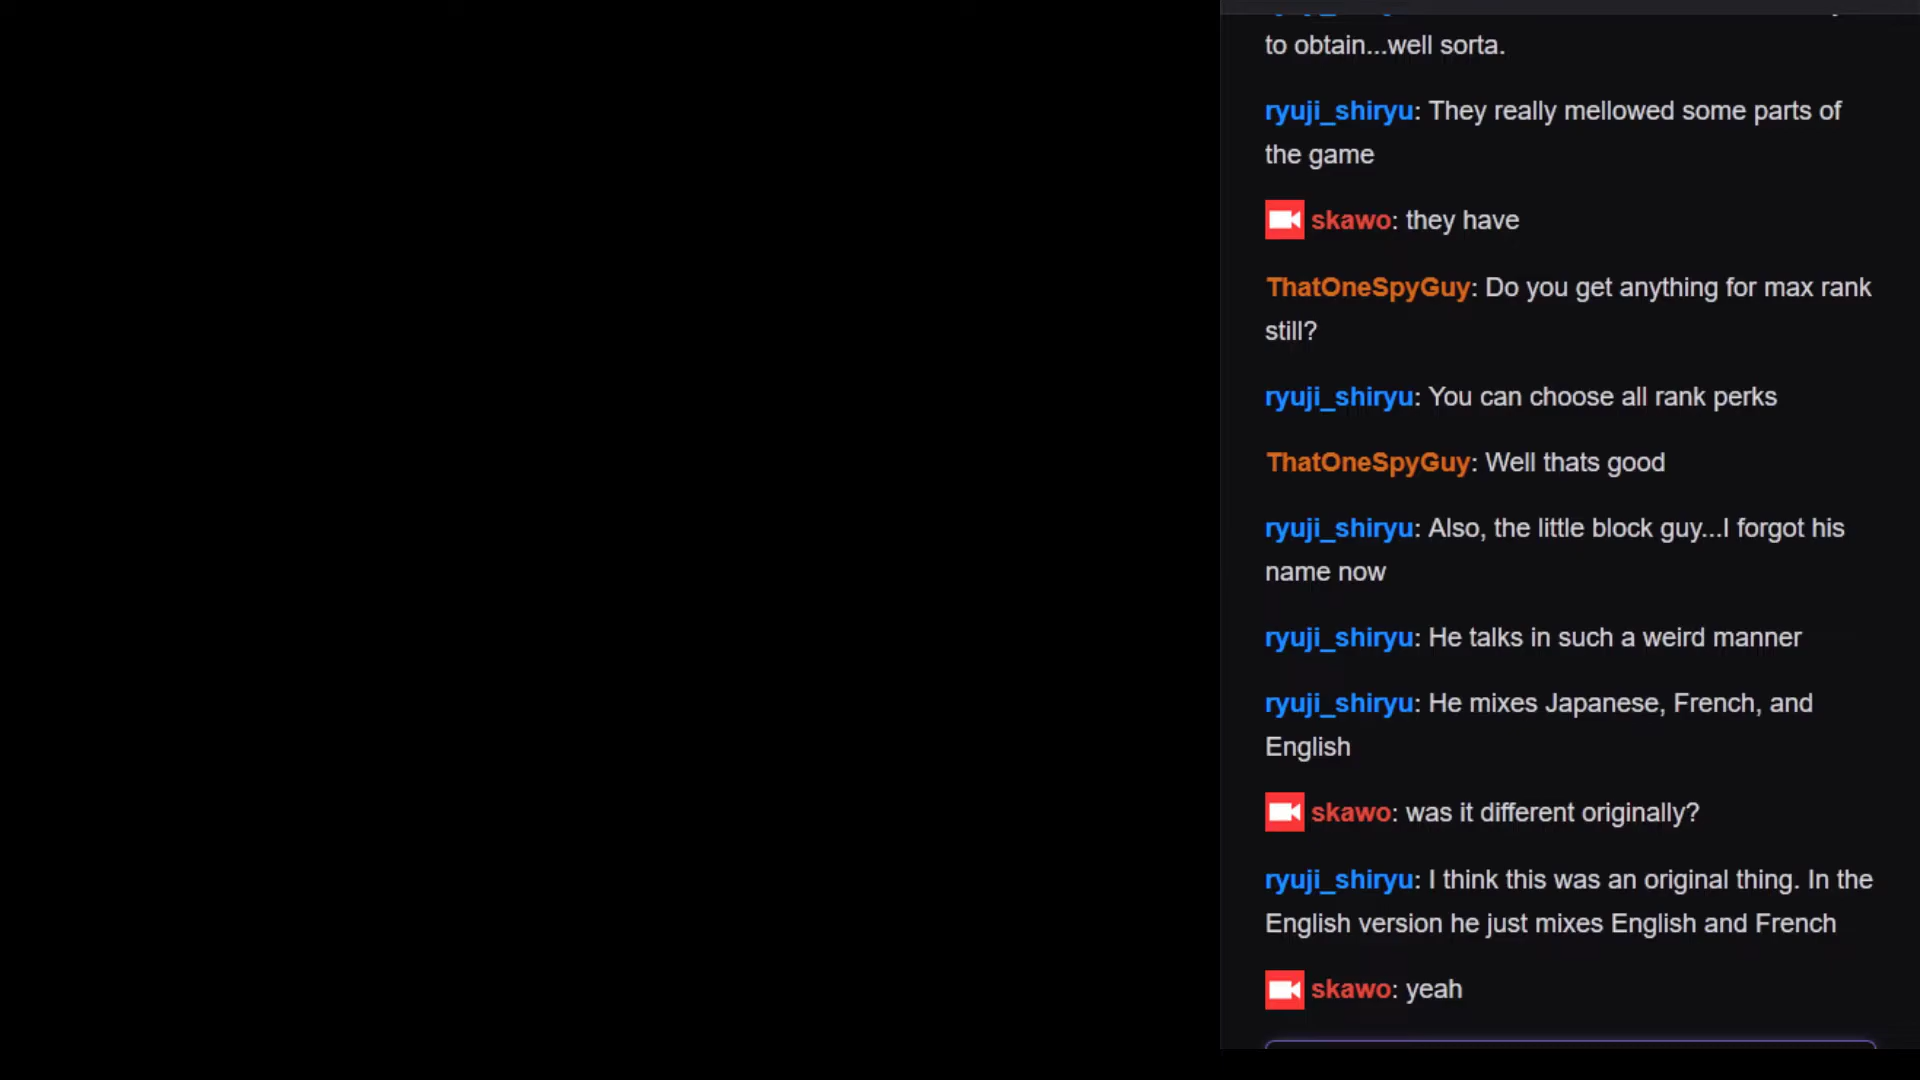 to obtain...well sorta.
ryuji_shiryu: They really mellowed some parts of
the game
skawo: they have
ThatOneSpyGuy: Do you get anything for max rank
still?
ryuji_shiryu: You can choose all rank perks
ThatOneSpyGuy: Well thats good
ryuji_shiryu: Also, the little block guy...I forgot his
name now
ryuji_shiryu: He talks in such a weird manner
ryuji_shiryu: He mixes Japanese, French, and
English
skawo: was it different originally?
ryuji_shiryu: I think this was an original thing. In the
English version he just mixes English and French
skawo: yeah